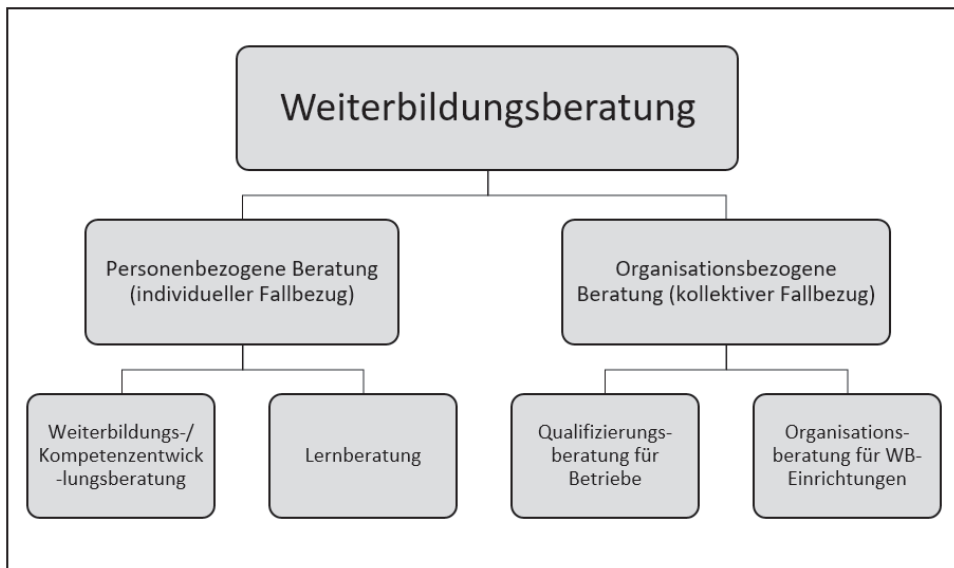 Weiterbildungsberatung
Personenbezogene Beratung
(individueller Fallbezug)
Organisationsbezogene
Beratung (kollektiver Fallbezug)
Weiterbildungs-/
Kompetenzentwick
-lungsberatung
Lernberatung
Qualifizierungs-
beratung für
Betriebe
Organisations-
beratung für WB-
Einrichtungen